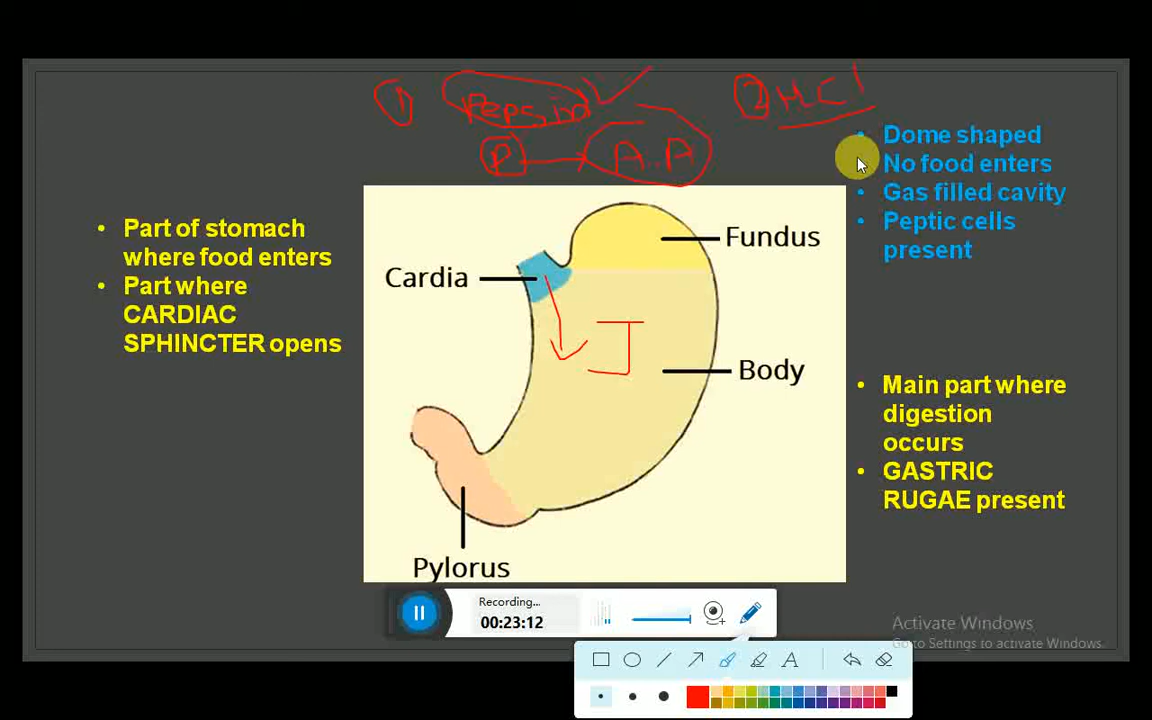 ① Pepsin
② HCl
P → A.A
• Dome shaped
• No food enters
• Gas filled cavity
• Peptic cells
present
• Part of stomach
where food enters
• Part where
CARDIAC
SPHINCTER opens
Fundus
Cardia
J
Body
• Main part where
digestion
occurs
• GASTRIC
RUGAE present
Pylorus
Recording...
00:23:12
Activate Windows
Go to Settings to activate Windows.
A